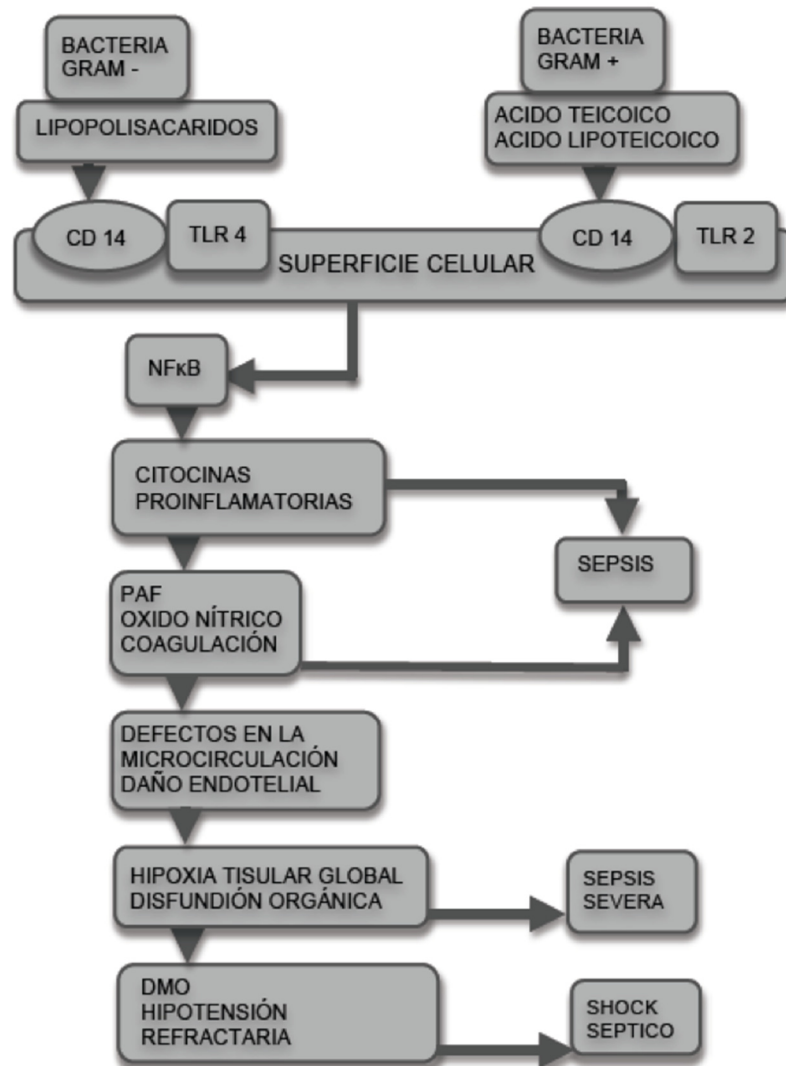 BACTERIA
GRAM -
BACTERIA
GRAM +
LIPOPOLISACARIDOS
ACIDO TEICOICO
ACIDO LIPOTEICOICO
CD 14
TLR 4
CD 14
TLR 2
SUPERFICIE CELULAR
NFκB
CITOCINAS
PROINFLAMATORIAS
SEPSIS
PAF
OXIDO NÍTRICO
COAGULACIÓN
DEFECTOS EN LA
MICROCIRCULACIÓN
DAÑO ENDOTELIAL
HIPOXIA TISULAR GLOBAL
DISFUNDIÓN ORGÁNICA
SEPSIS
SEVERA
DMO
HIPOTENSIÓN
REFRACTARIA
SHOCK
SEPTICO